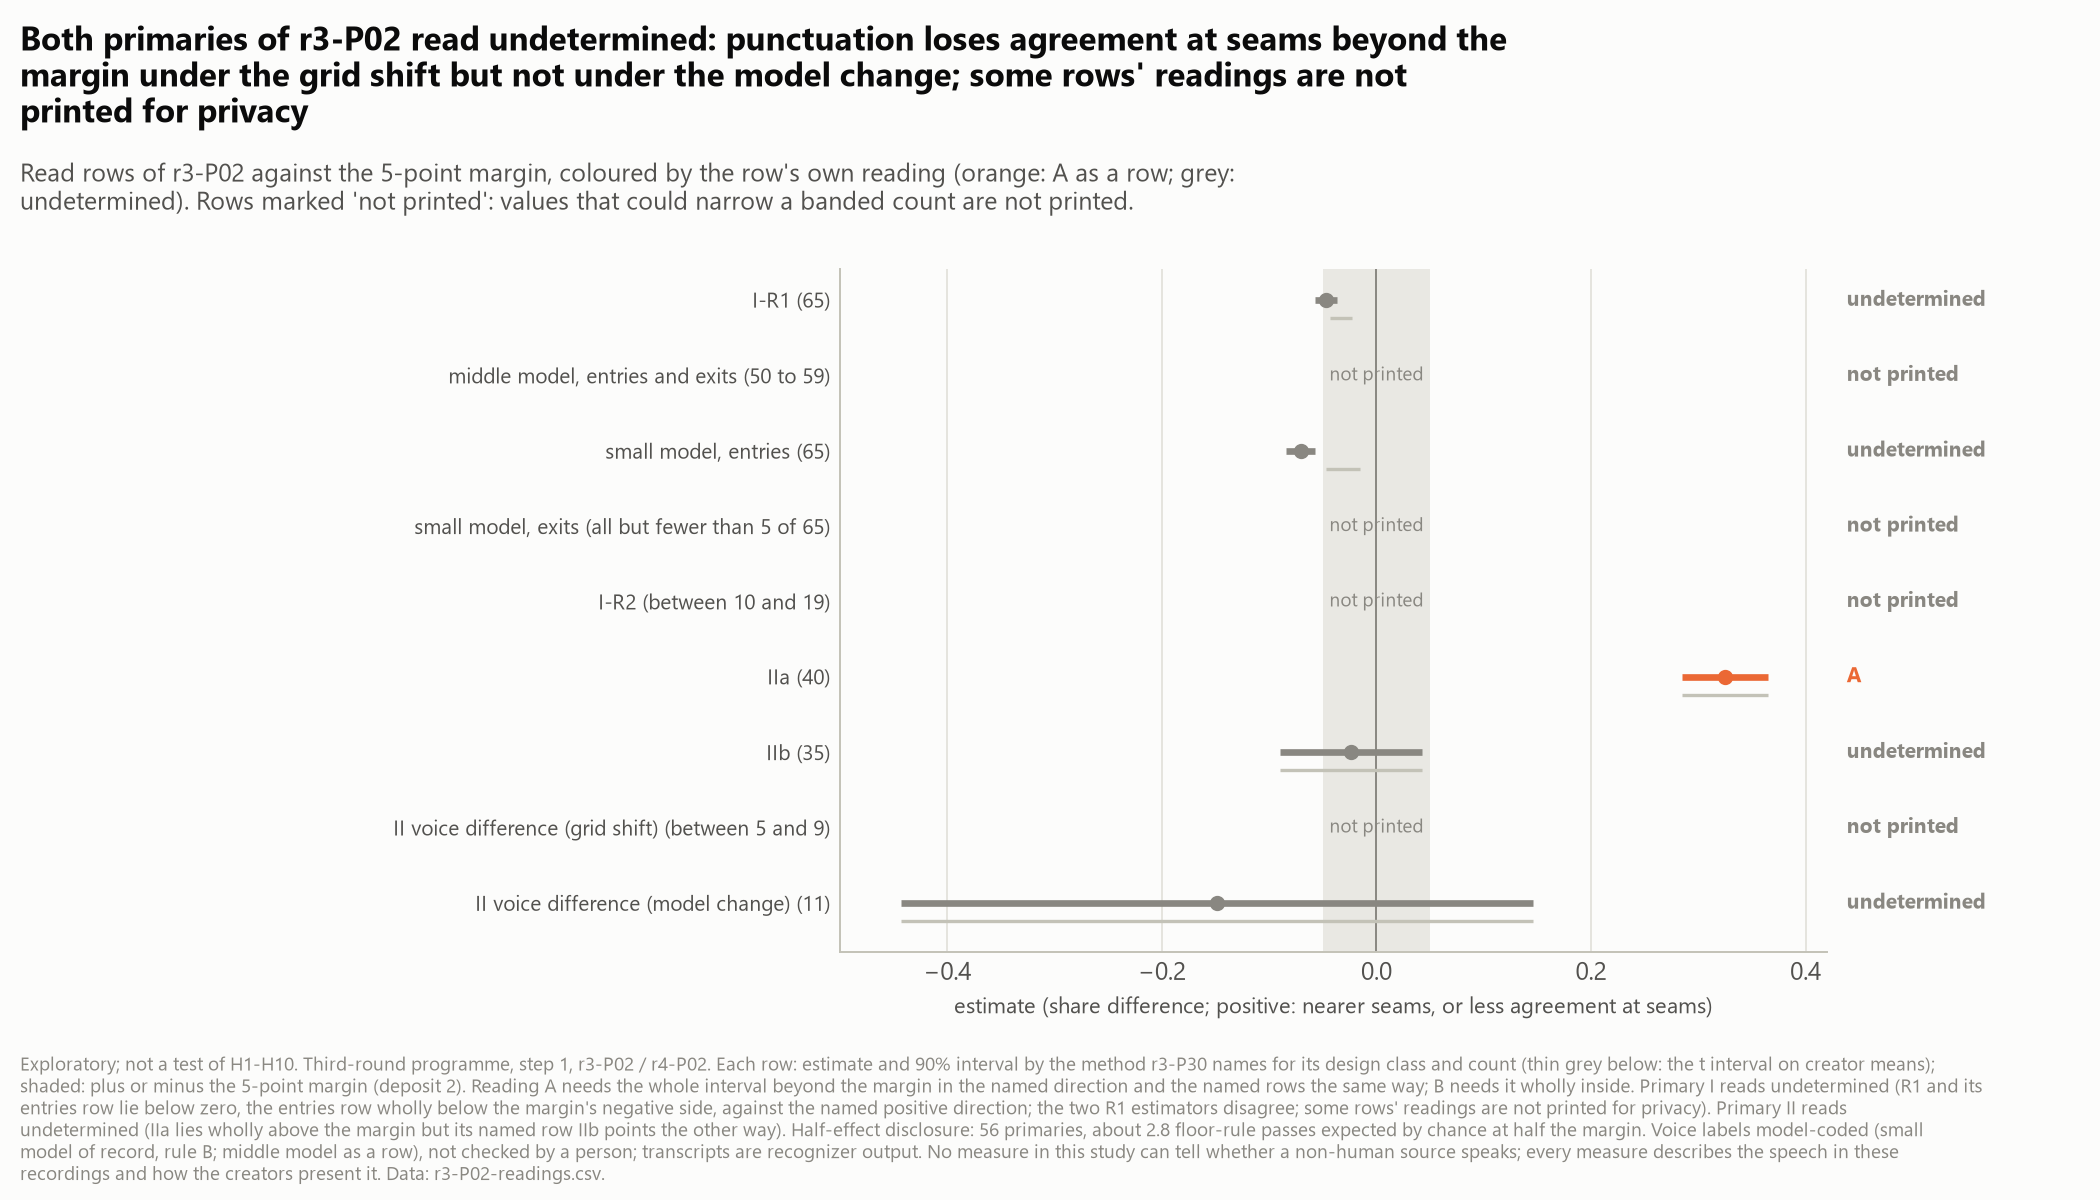 Both primaries of r3-P02 read undetermined: punctuation loses agreement at seams beyond the
margin under the grid shift but not under the model change; some rows' readings are not
printed for privacy
Read rows of r3-P02 against the 5-point margin, coloured by the row's own reading (orange: A as a row; grey:
undetermined). Rows marked 'not printed': values that could narrow a banded count are not printed.
I-R1 (65)
undetermined
middle model, entries and exits (50 to 59)
not printed
not printed
small model, entries (65)
undetermined
small model, exits (all but fewer than 5 of 65)
not printed
not printed
I-R2 (between 10 and 19)
not printed
not printed
IIa (40)
A
IIb (35)
undetermined
II voice difference (grid shift) (between 5 and 9)
not printed
not printed
II voice difference (model change) (11)
undetermined
−0.4
−0.2
0.0
0.2
0.4
estimate (share difference; positive: nearer seams, or less agreement at seams)
Exploratory; not a test of H1-H10. Third-round programme, step 1, r3-P02 / r4-P02. Each row: estimate and 90% interval by the method r3-P30 names for its design class and count (thin grey below: the t interval on creator means);
shaded: plus or minus the 5-point margin (deposit 2). Reading A needs the whole interval beyond the margin in the named direction and the named rows the same way; B needs it wholly inside. Primary I reads undetermined (R1 and its
entries row lie below zero, the entries row wholly below the margin's negative side, against the named positive direction; the two R1 estimators disagree; some rows' readings are not printed for privacy). Primary II reads
undetermined (IIa lies wholly above the margin but its named row IIb points the other way). Half-effect disclosure: 56 primaries, about 2.8 floor-rule passes expected by chance at half the margin. Voice labels model-coded (small
model of record, rule B; middle model as a row), not checked by a person; transcripts are recognizer output. No measure in this study can tell whether a non-human source speaks; every measure describes the speech in these
recordings and how the creators present it. Data: r3-P02-readings.csv.